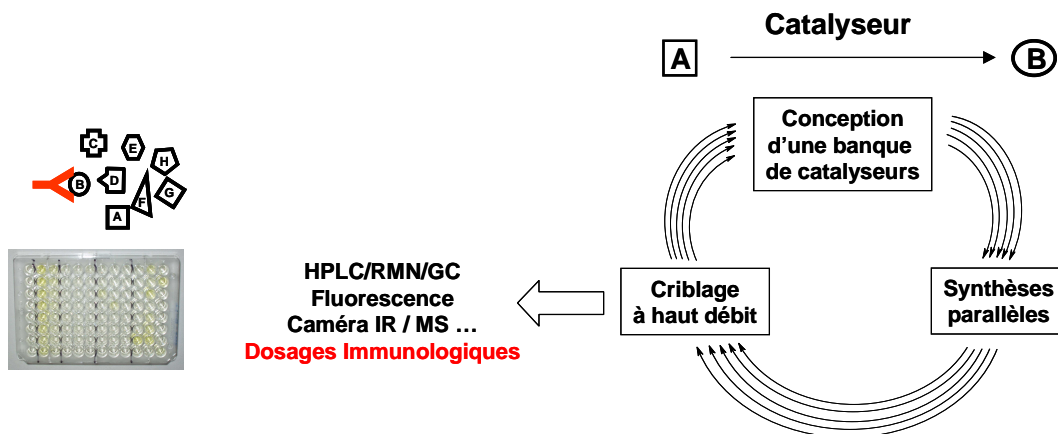 Catalyseur
A
B
Conception
d'une banque
de catalyseurs
C
E
H
B
D
G
F
A
HPLC/RMN/GC
Fluorescence
Caméra IR / MS …
Dosages Immunologiques
Criblage
à haut débit
Synthèses
parallèles